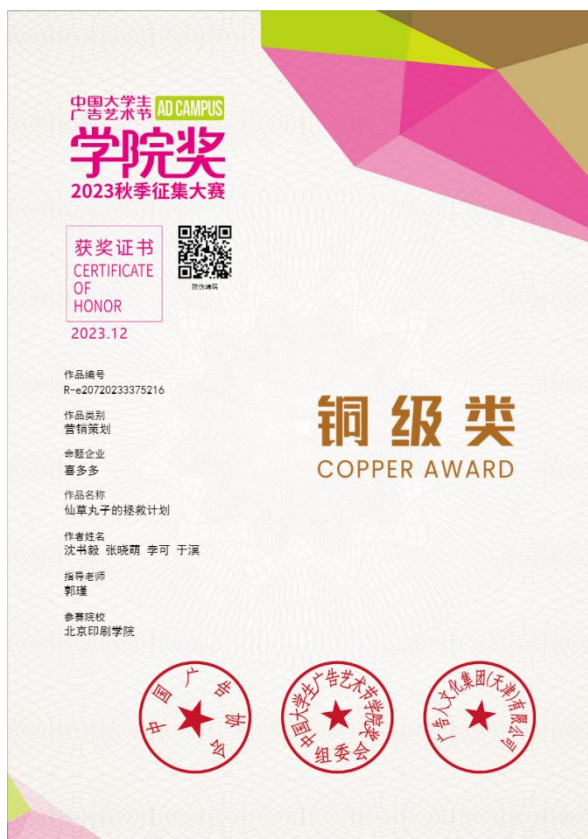 中国大学生
广告艺术节 AD CAMPUS
学院奖
2023秋季征集大赛
获奖证书
CERTIFICATE
OF
HONOR
防伪编码
2023.12
作品编号
R-e20720233375216
作品类别
营销策划
命题企业
喜多多
作品名称
仙草丸子的拯救计划
作者姓名
沈书毅 张晓萌 李可 于溟
指导老师
郭瑾
参赛院校
北京印刷学院
铜级类
COPPER AWARD
中国广告协会
中国大学生广告艺术节学院奖
组委会
广告人文化集团(天津)有限公司